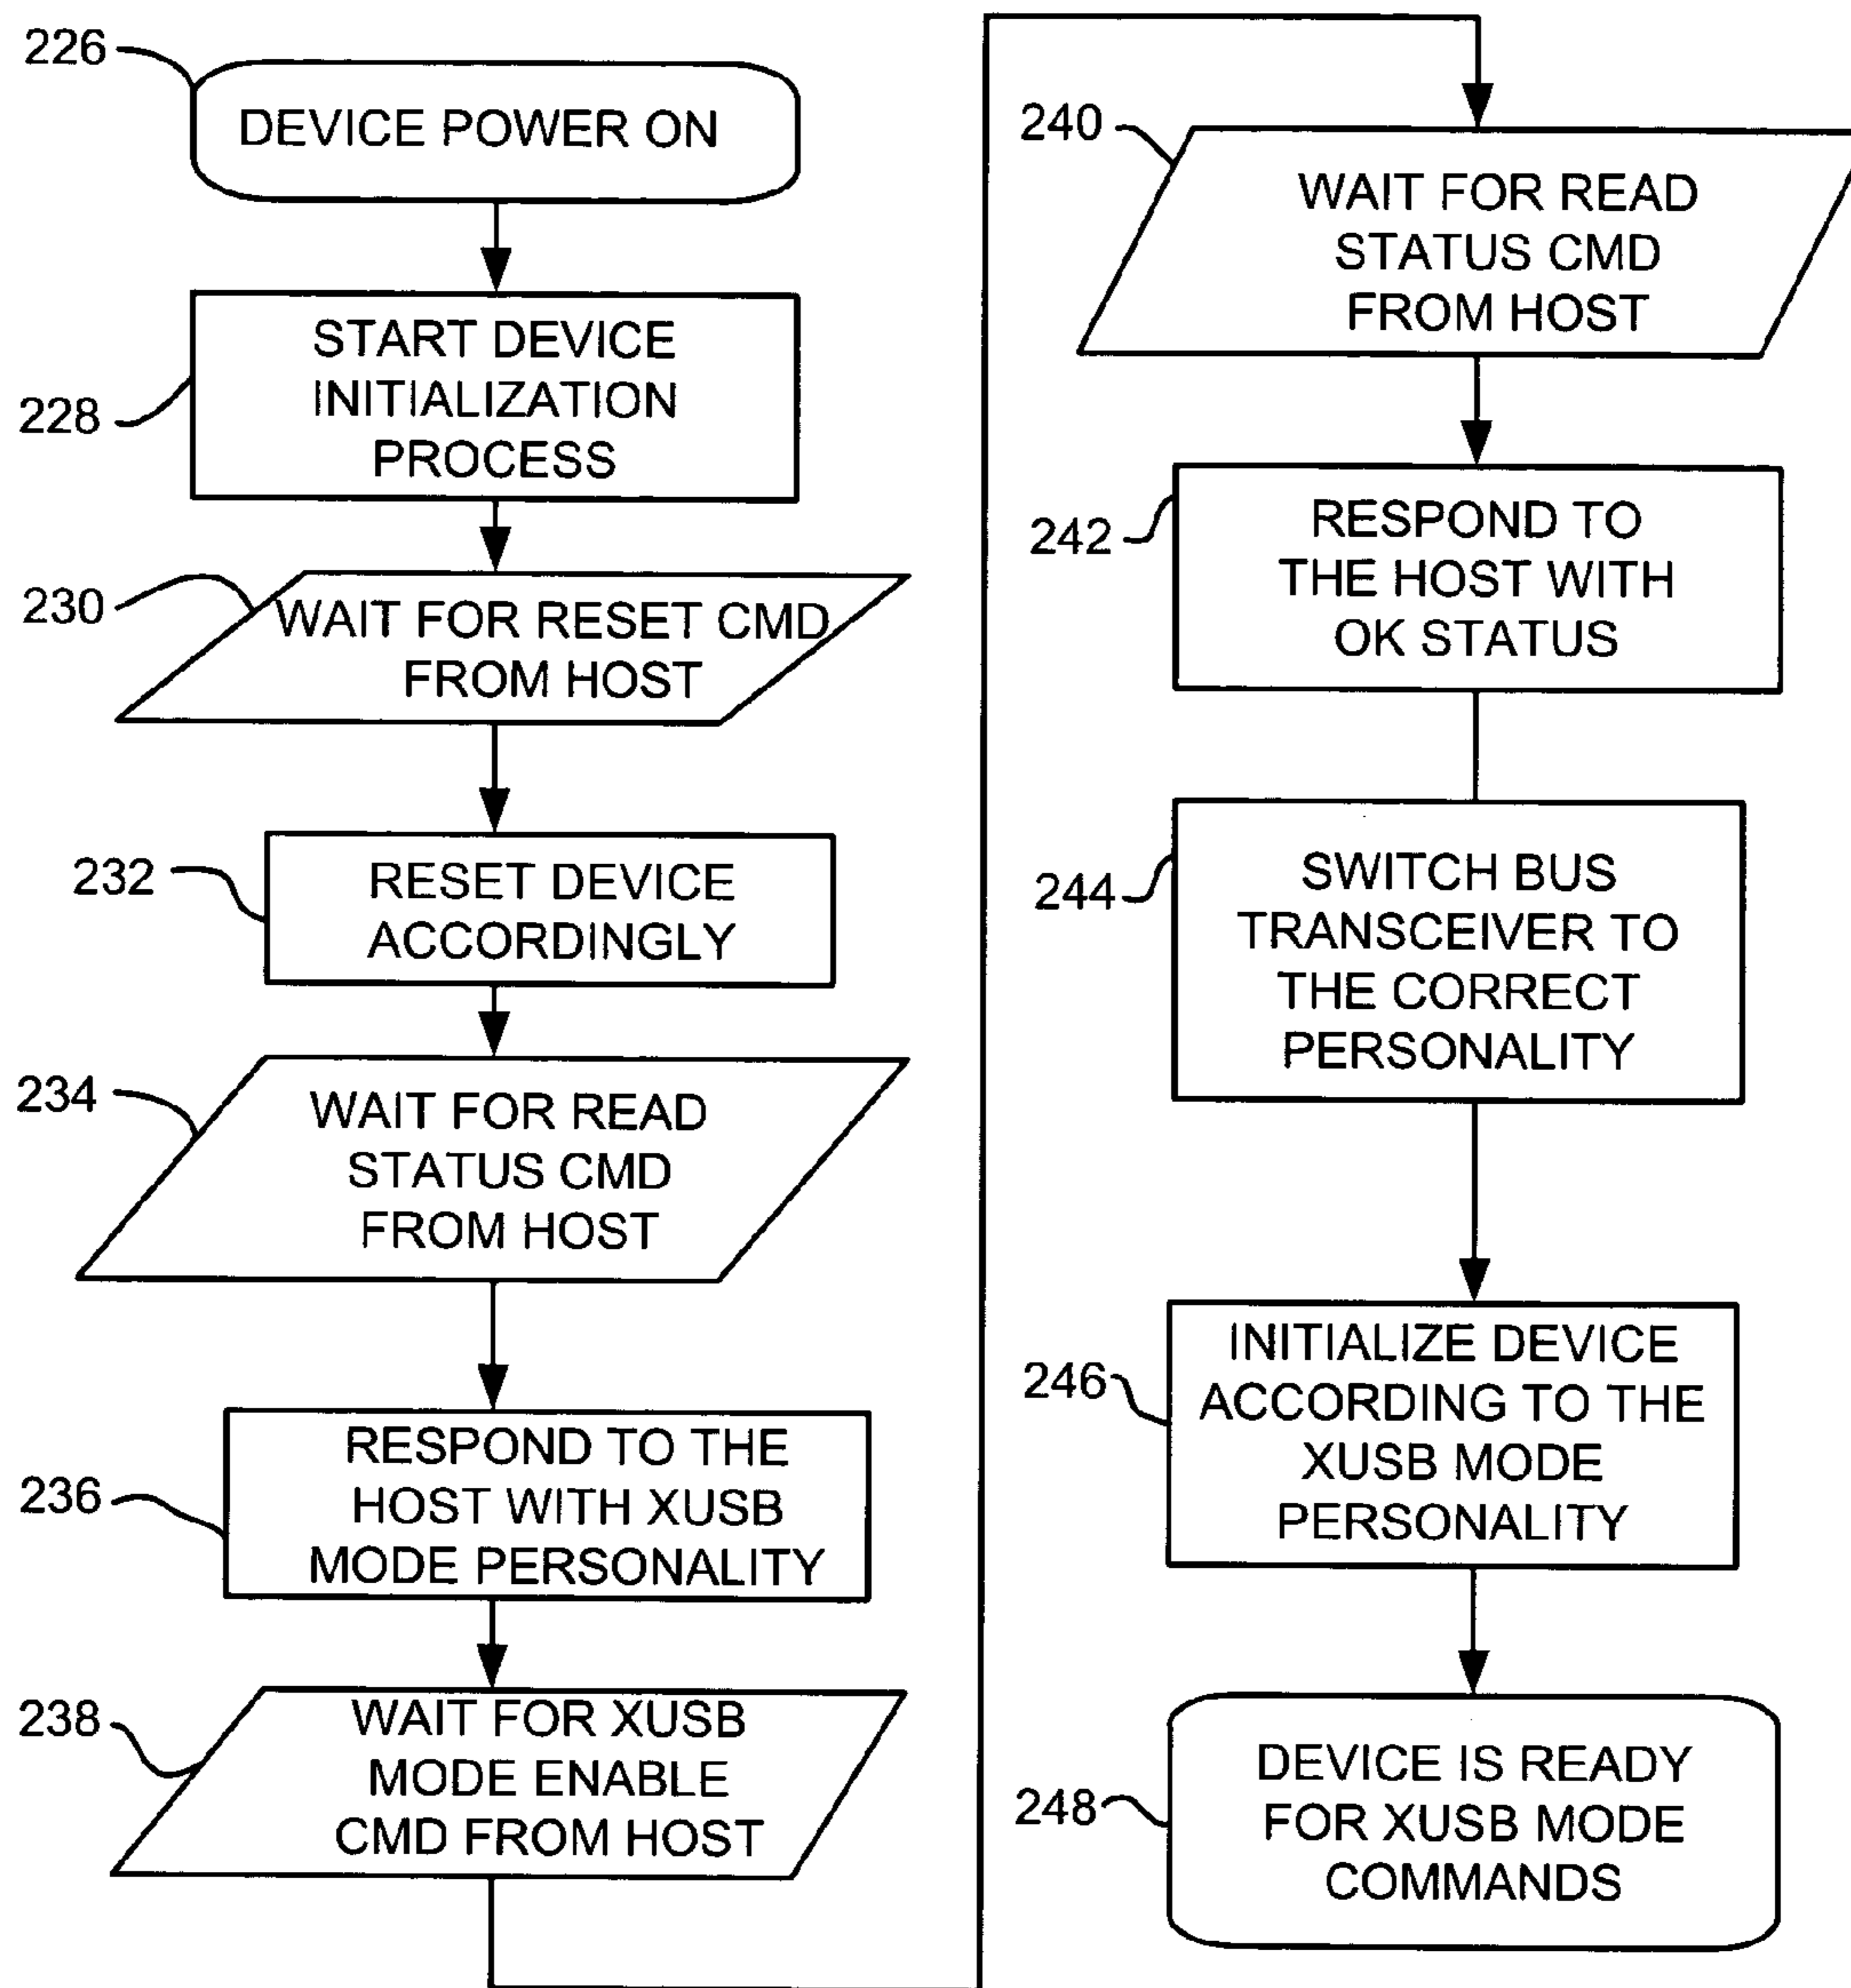 226
DEVICE POWER ON
228
START DEVICE
INITIALIZATION
PROCESS
230
WAIT FOR RESET CMD
FROM HOST
232
RESET DEVICE
ACCORDINGLY
234
WAIT FOR READ
STATUS CMD
FROM HOST
236
RESPOND TO THE
HOST WITH XUSB
MODE PERSONALITY
238
WAIT FOR XUSB
MODE ENABLE
CMD FROM HOST
240
WAIT FOR READ
STATUS CMD
FROM HOST
242
RESPOND TO
THE HOST WITH
OK STATUS
244
SWITCH BUS
TRANSCEIVER TO
THE CORRECT
PERSONALITY
246
INITIALIZE DEVICE
ACCORDING TO THE
XUSB MODE
PERSONALITY
248
DEVICE IS READY
FOR XUSB MODE
COMMANDS